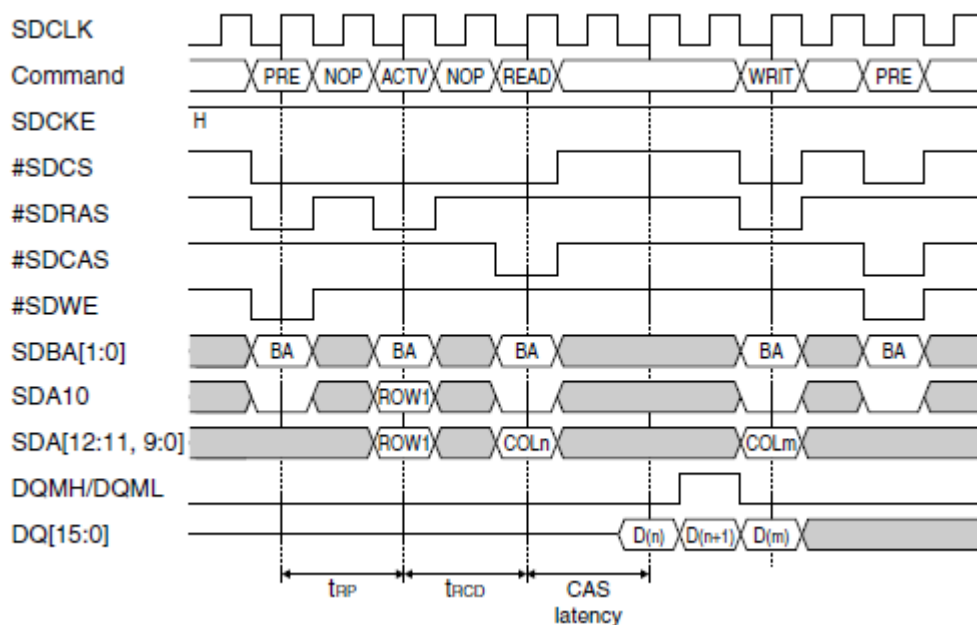 SDCLK
Command PRE NOP ACTV NOP READ WRIT PRE
SDCKE H
#SDCS
#SDRAS
#SDCAS
#SDWE
SDBA[1:0] BA BA BA BA BA
SDA10 ROW1
SDA[12:11, 9:0] ROW1 COLn COLm
DQMH/DQML
DQ[15:0] D(n) D(n+1) D(m)
tRP tRCD CAS
latency